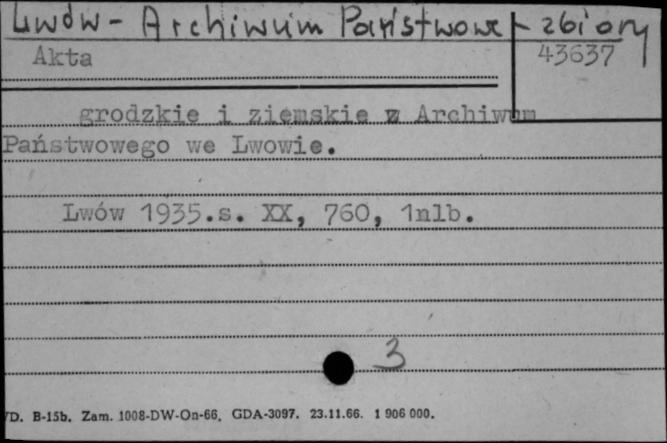 Lwów - Archiwum Państwowe - zbiory
Akta 43637
grodzkie i ziemskie z Archiwum
Państwowego we Lwowie.
Lwów 1935.s. XX, 760, 1nlb.
3
D. B-15b. Zam. 1008-DW-On-66. GDA-3097. 23.11.66. 1 906 000.